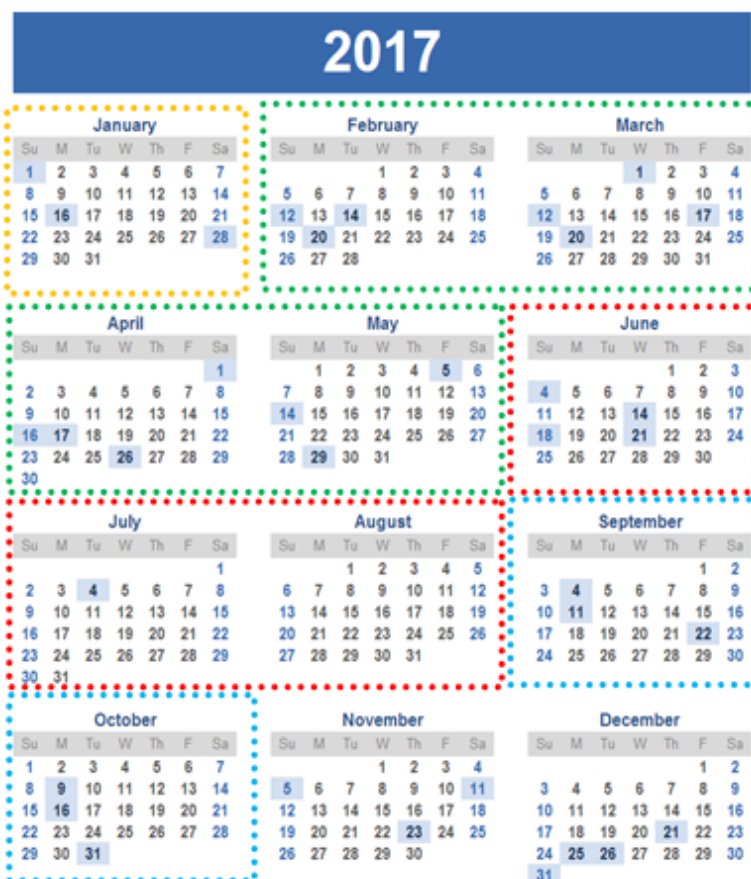 2017
January
Su M Tu W Th F Sa
1 2 3 4 5 6 7
8 9 10 11 12 13 14
15 16 17 18 19 20 21
22 23 24 25 26 27 28
29 30 31
February
Su M Tu W Th F Sa
1 2 3 4
5 6 7 8 9 10 11
12 13 14 15 16 17 18
19 20 21 22 23 24 25
26 27 28
March
Su M Tu W Th F Sa
1 2 3 4
5 6 7 8 9 10 11
12 13 14 15 16 17 18
19 20 21 22 23 24 25
26 27 28 29 30 31
April
Su M Tu W Th F Sa
1
2 3 4 5 6 7 8
9 10 11 12 13 14 15
16 17 18 19 20 21 22
23 24 25 26 27 28 29
30
May
Su M Tu W Th F Sa
1 2 3 4 5 6
7 8 9 10 11 12 13
14 15 16 17 18 19 20
21 22 23 24 25 26 27
28 29 30 31
June
Su M Tu W Th F Sa
1 2 3
4 5 6 7 8 9 10
11 12 13 14 15 16 17
18 19 20 21 22 23 24
25 26 27 28 29 30
July
Su M Tu W Th F Sa
1
2 3 4 5 6 7 8
9 10 11 12 13 14 15
16 17 18 19 20 21 22
23 24 25 26 27 28 29
30 31
August
Su M Tu W Th F Sa
1 2 3 4 5
6 7 8 9 10 11 12
13 14 15 16 17 18 19
20 21 22 23 24 25 26
27 28 29 30 31
September
Su M Tu W Th F Sa
1 2
3 4 5 6 7 8 9
10 11 12 13 14 15 16
17 18 19 20 21 22 23
24 25 26 27 28 29 30
October
Su M Tu W Th F Sa
1 2 3 4 5 6 7
8 9 10 11 12 13 14
15 16 17 18 19 20 21
22 23 24 25 26 27 28
29 30 31
November
Su M Tu W Th F Sa
1 2 3 4
5 6 7 8 9 10 11
12 13 14 15 16 17 18
19 20 21 22 23 24 25
26 27 28 29 30
December
Su M Tu W Th F Sa
1 2
3 4 5 6 7 8 9
10 11 12 13 14 15 16
17 18 19 20 21 22 23
24 25 26 27 28 29 30
31